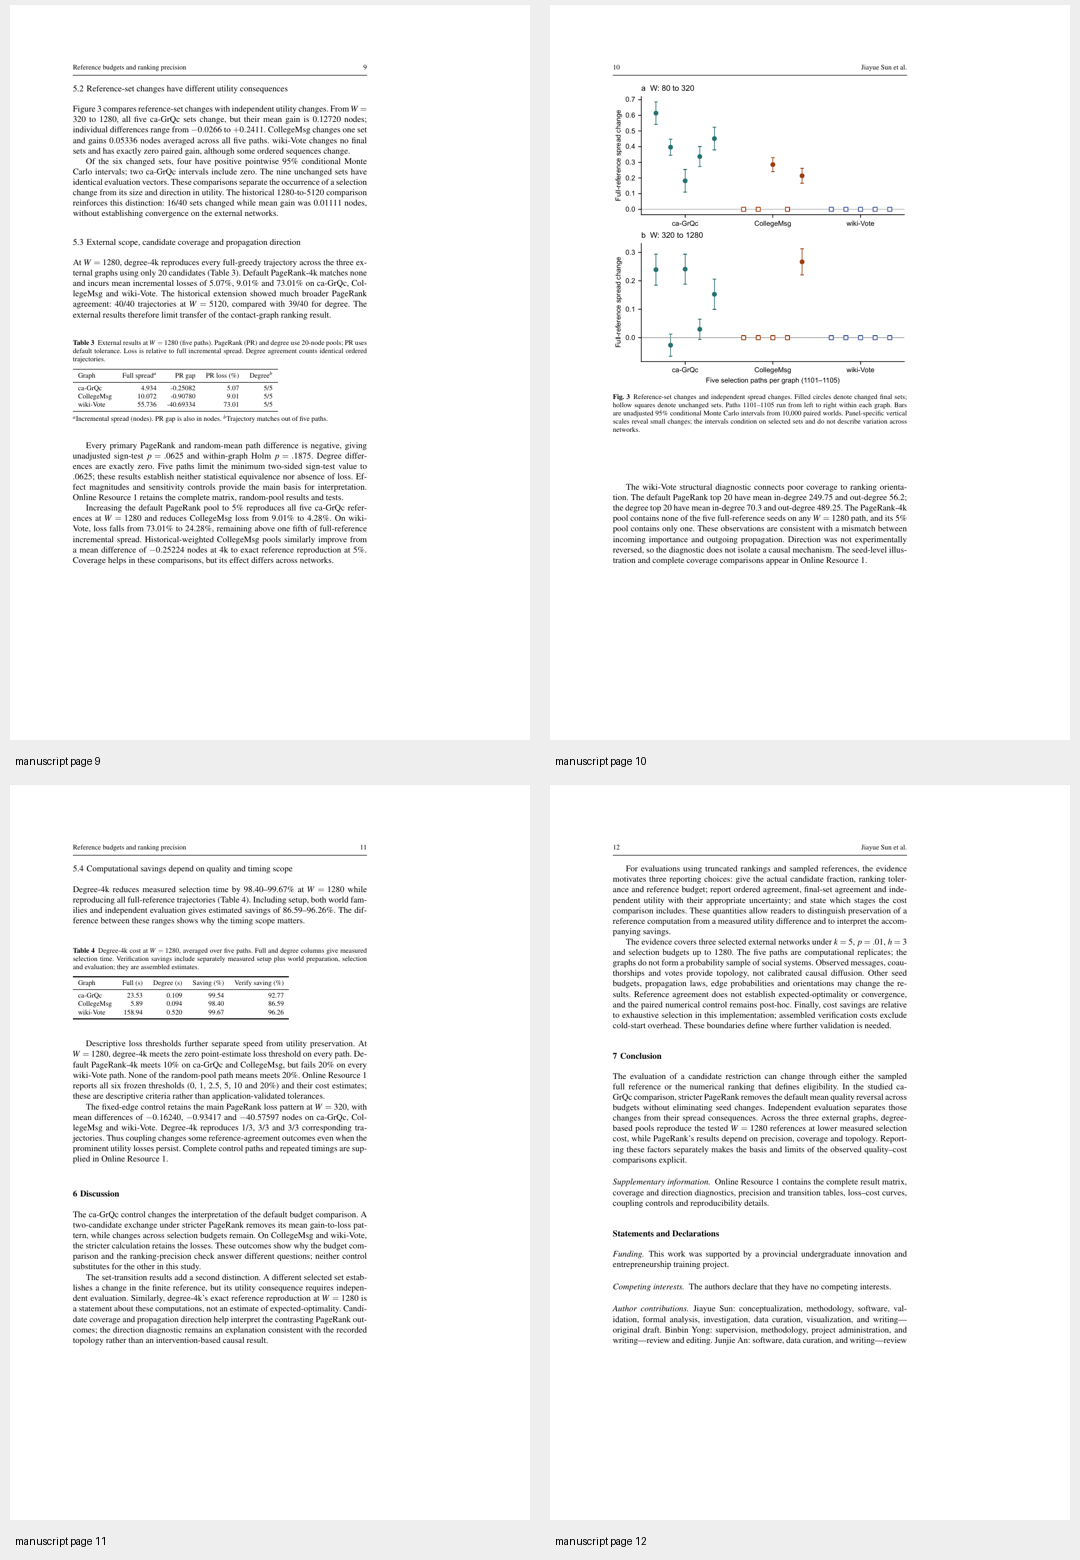 Reference budgets and ranking precision 9
5.2 Reference-set changes have different utility consequences
Figure 3 compares reference-set changes with independent utility changes. From W =
320 to 1280, all five ca-GrQc sets change, but their mean gain is 0.12720 nodes;
individual differences range from −0.0266 to +0.2411. CollegeMsg changes one set
and gains 0.05336 nodes averaged across all five paths. wiki-Vote changes no final
sets and has exactly zero paired gain, although some ordered sequences change.
Of the six changed sets, four have positive pointwise 95% conditional Monte
Carlo intervals; two ca-GrQc intervals include zero. The nine unchanged sets have
identical evaluation vectors. These comparisons separate the occurrence of a selection
change from its size and direction in utility. The historical 1280-to-5120 comparison
reinforces this distinction: 16/40 sets changed while mean gain was 0.01111 nodes,
without establishing convergence on the external networks.
5.3 External scope, candidate coverage and propagation direction
At W = 1280, degree-4k reproduces every full-greedy trajectory across the three ex-
ternal graphs using only 20 candidates (Table 3). Default PageRank-4k matches none
and incurs mean incremental losses of 5.07%, 9.01% and 73.01% on ca-GrQc, Col-
legeMsg and wiki-Vote. The historical extension showed much broader PageRank
agreement: 40/40 trajectories at W = 5120, compared with 39/40 for degree. The
external results therefore limit transfer of the contact-graph ranking result.
Table 3 External results at W = 1280 (five paths). PageRank (PR) and degree use 20-node pools; PR uses
default tolerance. Loss is relative to full incremental spread. Degree agreement counts identical ordered
trajectories.
Graph Full spreadᵃ PR gap PR loss (%) Degreeᵇ
ca-GrQc 4.934 -0.25082 5.07 5/5
CollegeMsg 10.072 -0.90780 9.01 5/5
wiki-Vote 55.736 -40.69334 73.01 5/5
ᵃIncremental spread (nodes). PR gap is also in nodes. ᵇTrajectory matches out of five paths.
Every primary PageRank and random-mean path difference is negative, giving
unadjusted sign-test p = .0625 and within-graph Holm p = .1875. Degree differ-
ences are exactly zero. Five paths limit the minimum two-sided sign-test value to
.0625; these results establish neither statistical equivalence nor absence of loss. Ef-
fect magnitudes and sensitivity controls provide the main basis for interpretation.
Online Resource 1 retains the complete matrix, random-pool results and tests.
Increasing the default PageRank pool to 5% reproduces all five ca-GrQc refer-
ences at W = 1280 and reduces CollegeMsg loss from 9.01% to 4.28%. On wiki-
Vote, loss falls from 73.01% to 24.28%, remaining above one fifth of full-reference
incremental spread. Historical-weighted CollegeMsg pools similarly improve from
a mean difference of −0.25224 nodes at 4k to exact reference reproduction at 5%.
Coverage helps in these comparisons, but its effect differs across networks.
manuscript page 9
10 Jiayue Sun et al.
a W: 80 to 320
Full-reference spread change
0.7
0.6
0.5
0.4
0.3
0.2
0.1
0.0
ca-GrQc CollegeMsg wiki-Vote
b W: 320 to 1280
Full-reference spread change
0.3
0.2
0.1
0.0
ca-GrQc CollegeMsg wiki-Vote
Five selection paths per graph (1101–1105)
Fig. 3 Reference-set changes and independent spread changes. Filled circles denote changed final sets;
hollow squares denote unchanged sets. Paths 1101–1105 run from left to right within each graph. Bars
are unadjusted 95% conditional Monte Carlo intervals from 10,000 paired worlds. Panel-specific vertical
scales reveal small changes; the intervals condition on selected sets and do not describe variation across
networks.
The wiki-Vote structural diagnostic connects poor coverage to ranking orienta-
tion. The default PageRank top 20 have mean in-degree 249.75 and out-degree 56.2;
the degree top 20 have mean in-degree 70.3 and out-degree 489.25. The PageRank-4k
pool contains none of the five full-reference seeds on any W = 1280 path, and its 5%
pool contains only one. These observations are consistent with a mismatch between
incoming importance and outgoing propagation. Direction was not experimentally
reversed, so the diagnostic does not isolate a causal mechanism. The seed-level illus-
tration and complete coverage comparisons appear in Online Resource 1.
manuscript page 10
Reference budgets and ranking precision 11
5.4 Computational savings depend on quality and timing scope
Degree-4k reduces measured selection time by 98.40–99.67% at W = 1280 while
reproducing all full-reference trajectories (Table 4). Including setup, both world fam-
ilies and independent evaluation gives estimated savings of 86.59–96.26%. The dif-
ference between these ranges shows why the timing scope matters.
Table 4 Degree-4k cost at W = 1280, averaged over five paths. Full and degree columns give measured
selection time. Verification savings include separately measured setup plus world preparation, selection
and evaluation; they are assembled estimates.
Graph Full (s) Degree (s) Saving (%) Verify saving (%)
ca-GrQc 23.53 0.109 99.54 92.77
CollegeMsg 5.89 0.094 98.40 86.59
wiki-Vote 158.94 0.520 99.67 96.26
Descriptive loss thresholds further separate speed from utility preservation. At
W = 1280, degree-4k meets the zero point-estimate loss threshold on every path. De-
fault PageRank-4k meets 10% on ca-GrQc and CollegeMsg, but fails 20% on every
wiki-Vote path. None of the random-pool path means meets 20%. Online Resource 1
reports all six frozen thresholds (0, 1, 2.5, 5, 10 and 20%) and their cost estimates;
these are descriptive criteria rather than application-validated tolerances.
The fixed-edge control retains the main PageRank loss pattern at W = 320, with
mean differences of −0.16240, −0.93417 and −40.57597 nodes on ca-GrQc, Col-
legeMsg and wiki-Vote. Degree-4k reproduces 1/3, 3/3 and 3/3 corresponding tra-
jectories. Thus coupling changes some reference-agreement outcomes even when the
prominent utility losses persist. Complete control paths and repeated timings are sup-
plied in Online Resource 1.
6 Discussion
The ca-GrQc control changes the interpretation of the default budget comparison. A
two-candidate exchange under stricter PageRank removes its mean gain-to-loss pat-
tern, while changes across selection budgets remain. On CollegeMsg and wiki-Vote,
the stricter calculation retains the losses. These outcomes show why the budget com-
parison and the ranking-precision check answer different questions; neither control
substitutes for the other in this study.
The set-transition results add a second distinction. A different selected set estab-
lishes a change in the finite reference, but its utility consequence requires indepen-
dent evaluation. Similarly, degree-4k's exact reference reproduction at W = 1280 is
a statement about these computations, not an estimate of expected-optimality. Candi-
date coverage and propagation direction help interpret the contrasting PageRank out-
comes; the direction diagnostic remains an explanation consistent with the recorded
topology rather than an intervention-based causal result.
manuscript page 11
12 Jiayue Sun et al.
For evaluations using truncated rankings and sampled references, the evidence
motivates three reporting choices: give the actual candidate fraction, ranking toler-
ance and reference budget; report ordered agreement, final-set agreement and inde-
pendent utility with their appropriate uncertainty; and state which stages the cost
comparison includes. These quantities allow readers to distinguish preservation of a
reference computation from a measured utility difference and to interpret the accom-
panying savings.
The evidence covers three selected external networks under k = 5, p = .01, h = 3
and selection budgets up to 1280. The five paths are computational replicates; the
graphs do not form a probability sample of social systems. Observed messages, coau-
thorships and votes provide topology, not calibrated causal diffusion. Other seed
budgets, propagation laws, edge probabilities and orientations may change the re-
sults. Reference agreement does not establish expected-optimality or convergence,
and the paired numerical control remains post-hoc. Finally, cost savings are relative
to exhaustive selection in this implementation; assembled verification costs exclude
cold-start overhead. These boundaries define where further validation is needed.
7 Conclusion
The evaluation of a candidate restriction can change through either the sampled
full reference or the numerical ranking that defines eligibility. In the studied ca-
GrQc comparison, stricter PageRank removes the default mean quality reversal across
budgets without eliminating seed changes. Independent evaluation separates those
changes from their spread consequences. Across the three external graphs, degree-
based pools reproduce the tested W = 1280 references at lower measured selection
cost, while PageRank's results depend on precision, coverage and topology. Report-
ing these factors separately makes the basis and limits of the observed quality–cost
comparisons explicit.
Supplementary information. Online Resource 1 contains the complete result matrix,
coverage and direction diagnostics, precision and transition tables, loss–cost curves,
coupling controls and reproducibility details.
Statements and Declarations
Funding. This work was supported by a provincial undergraduate innovation and
entrepreneurship training project.
Competing interests. The authors declare that they have no competing interests.
Author contributions. Jiayue Sun: conceptualization, methodology, software, val-
idation, formal analysis, investigation, data curation, visualization, and writing—
original draft. Binbin Yong: supervision, methodology, project administration, and
writing—review and editing. Junjie An: software, data curation, and writing—review
manuscript page 12